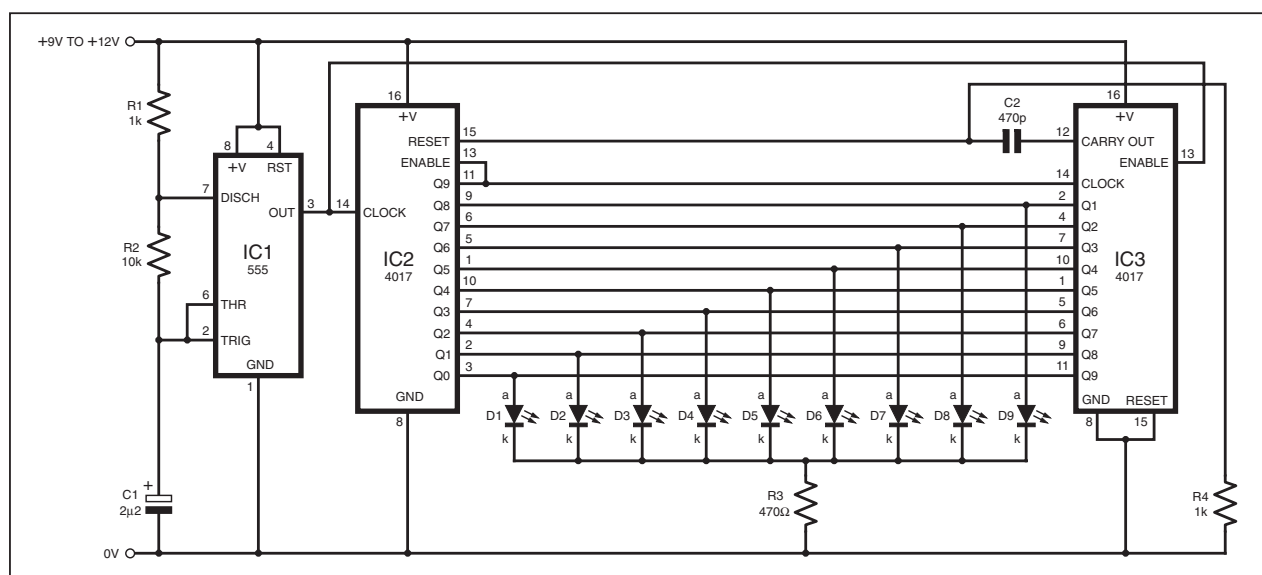 +9V TO +12V
R1
1k
R2
10k
C1
+
2µ2
0V
8
4
+V
RST
7
DISCH
OUT
3
IC1
555
6
THR
2
TRIG
GND
1
16
+V
RESET
15
ENABLE
13
Q9
11
Q8
9
14
CLOCK
Q7
6
Q6
5
IC2
4017
Q5
1
Q4
10
Q3
7
Q2
4
Q1
2
Q0
3
GND
8
C2
470p
16
+V
12
CARRY OUT
ENABLE
13
14
CLOCK
2
Q1
4
Q2
7
Q3
10
Q4
IC3
4017
1
Q5
5
Q6
6
Q7
9
Q8
11
Q9
GND
RESET
8
15
a
D1
k
a
D2
k
a
D3
k
a
D4
k
a
D5
k
a
D6
k
a
D7
k
a
D8
k
a
D9
k
R3
470Ω
R4
1k